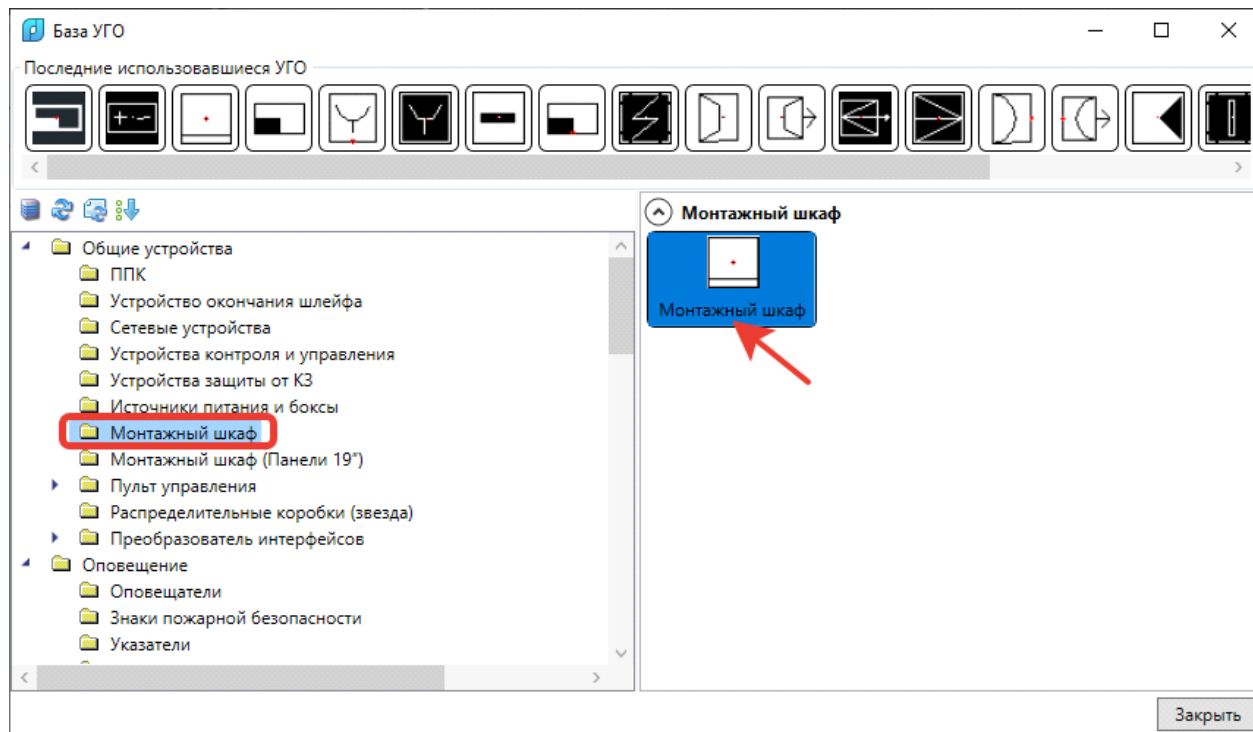 База УГО
Последние использовавшиеся УГО
Монтажный шкаф
Монтажный шкаф
Общие устройства
ППК
Устройство окончания шлейфа
Сетевые устройства
Устройства контроля и управления
Устройства защиты от КЗ
Источники питания и боксы
Монтажный шкаф
Монтажный шкаф (Панели 19")
Пульт управления
Распределительные коробки (звезда)
Преобразователь интерфейсов
Оповещение
Оповещатели
Знаки пожарной безопасности
Указатели
Закрыть